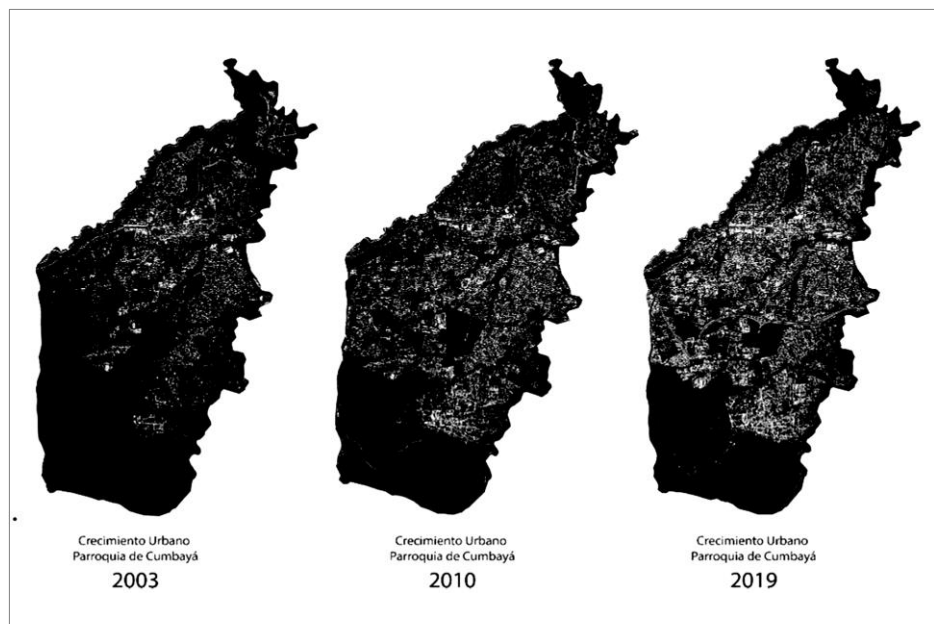 Crecimiento Urbano
Parroquia de Cumbayá
2003
Crecimiento Urbano
Parroquia de Cumbayá
2010
Crecimiento Urbano
Parroquia de Cumbayá
2019